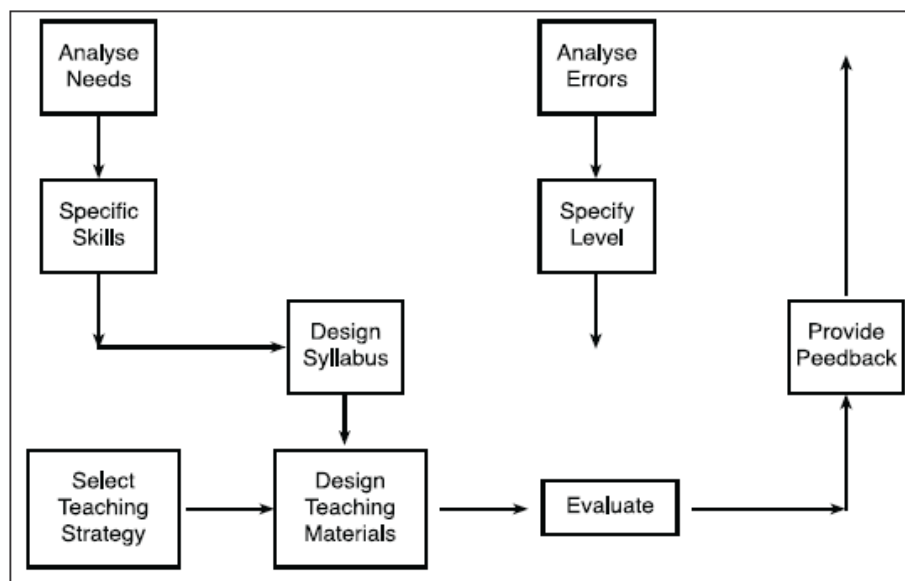 Analyse
Needs
Analyse
Errors
Specific
Skills
Specify
Level
Design
Syllabus
Provide
Peedback
Select
Teaching
Strategy
Design
Teaching
Materials
Evaluate